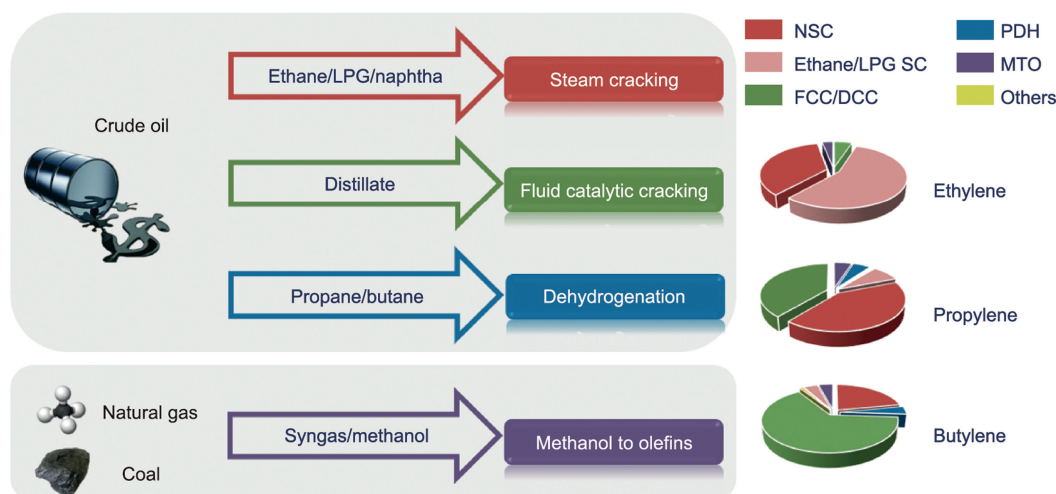 Crude oil
Ethane/LPG/naphtha
Steam cracking
Distillate
Fluid catalytic cracking
Propane/butane
Dehydrogenation
Natural gas
Coal
Syngas/methanol
Methanol to olefins
NSC
PDH
Ethane/LPG SC
MTO
FCC/DCC
Others
Ethylene
Propylene
Butylene